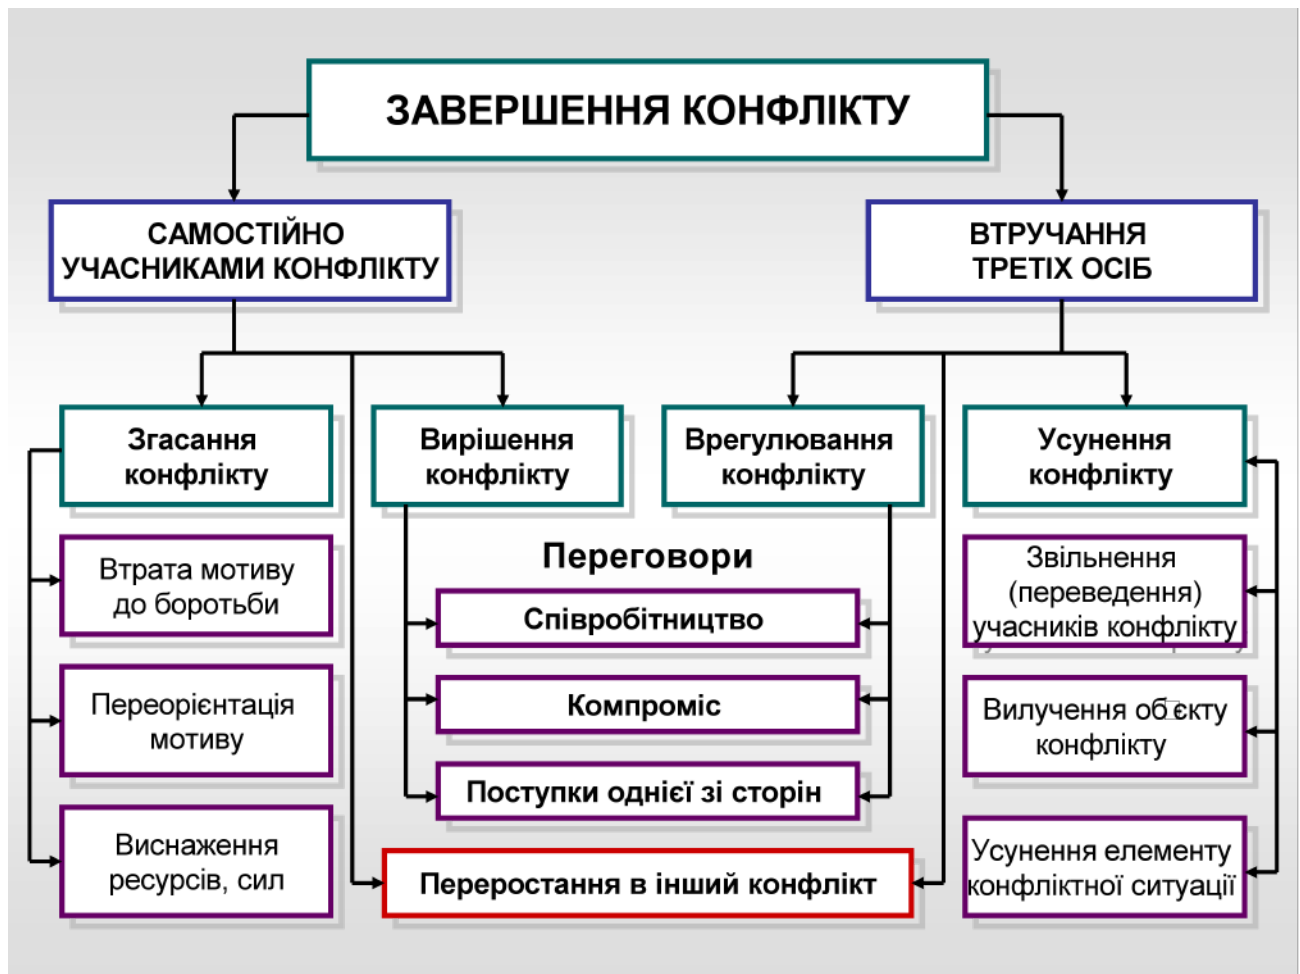 ЗАВЕРШЕННЯ КОНФЛІКТУ
САМОСТІЙНО
УЧАСНИКАМИ КОНФЛІКТУ
ВТРУЧАННЯ
ТРЕТІХ ОСІБ
Згасання
конфлікту
Вирішення
конфлікту
Врегулювання
конфлікту
Усунення
конфлікту
Втрата мотиву
до боротьби
Переорієнтація
мотиву
Виснаження
ресурсів, сил
Переговори
Співробітництво
Компроміс
Поступки однієї зі сторін
Переростання в інший конфлікт
Звільнення
(переведення)
учасників конфлікту
Вилучення об□єкту
конфлікту
Усунення елементу
конфліктної ситуації